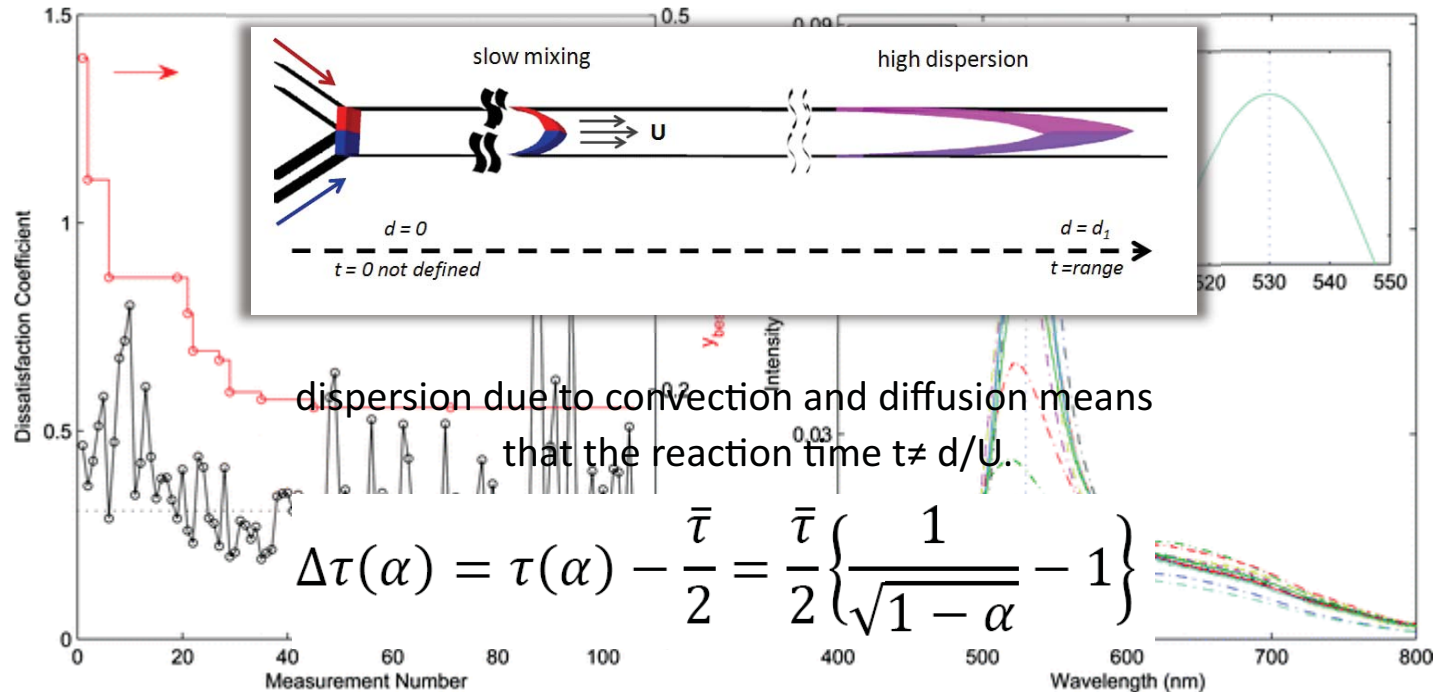 1.5
1
0.5
0
Dissatisfaction Coefficient
0 20 40 60 80 100
Measurement Number
0.5
0.2
0.09
0.03
Intensity
slow mixing
high dispersion
U
d = 0
t = 0 not defined
d = d₁
t =range
530 540 550
dispersion due to convection and diffusion means
that the reaction time t≠ d/U.
Δτ(α) = τ(α) − τ̄/2 = τ̄/2 {1/√(1 − α) − 1}
400 500 600 700 800
Wavelength (nm)